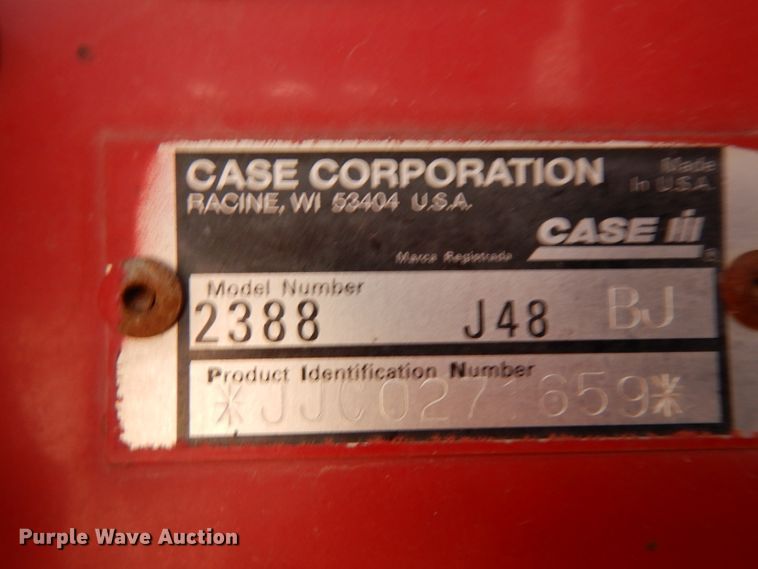 CASE CORPORATION
Made
In U.S.A.
RACINE, WI 53404 U.S.A.
CASE IH
Marca Registrada
®
Model Number
2388 J48 BJ
Product Identification Number
*JJC0271659*
Purple Wave Auction®